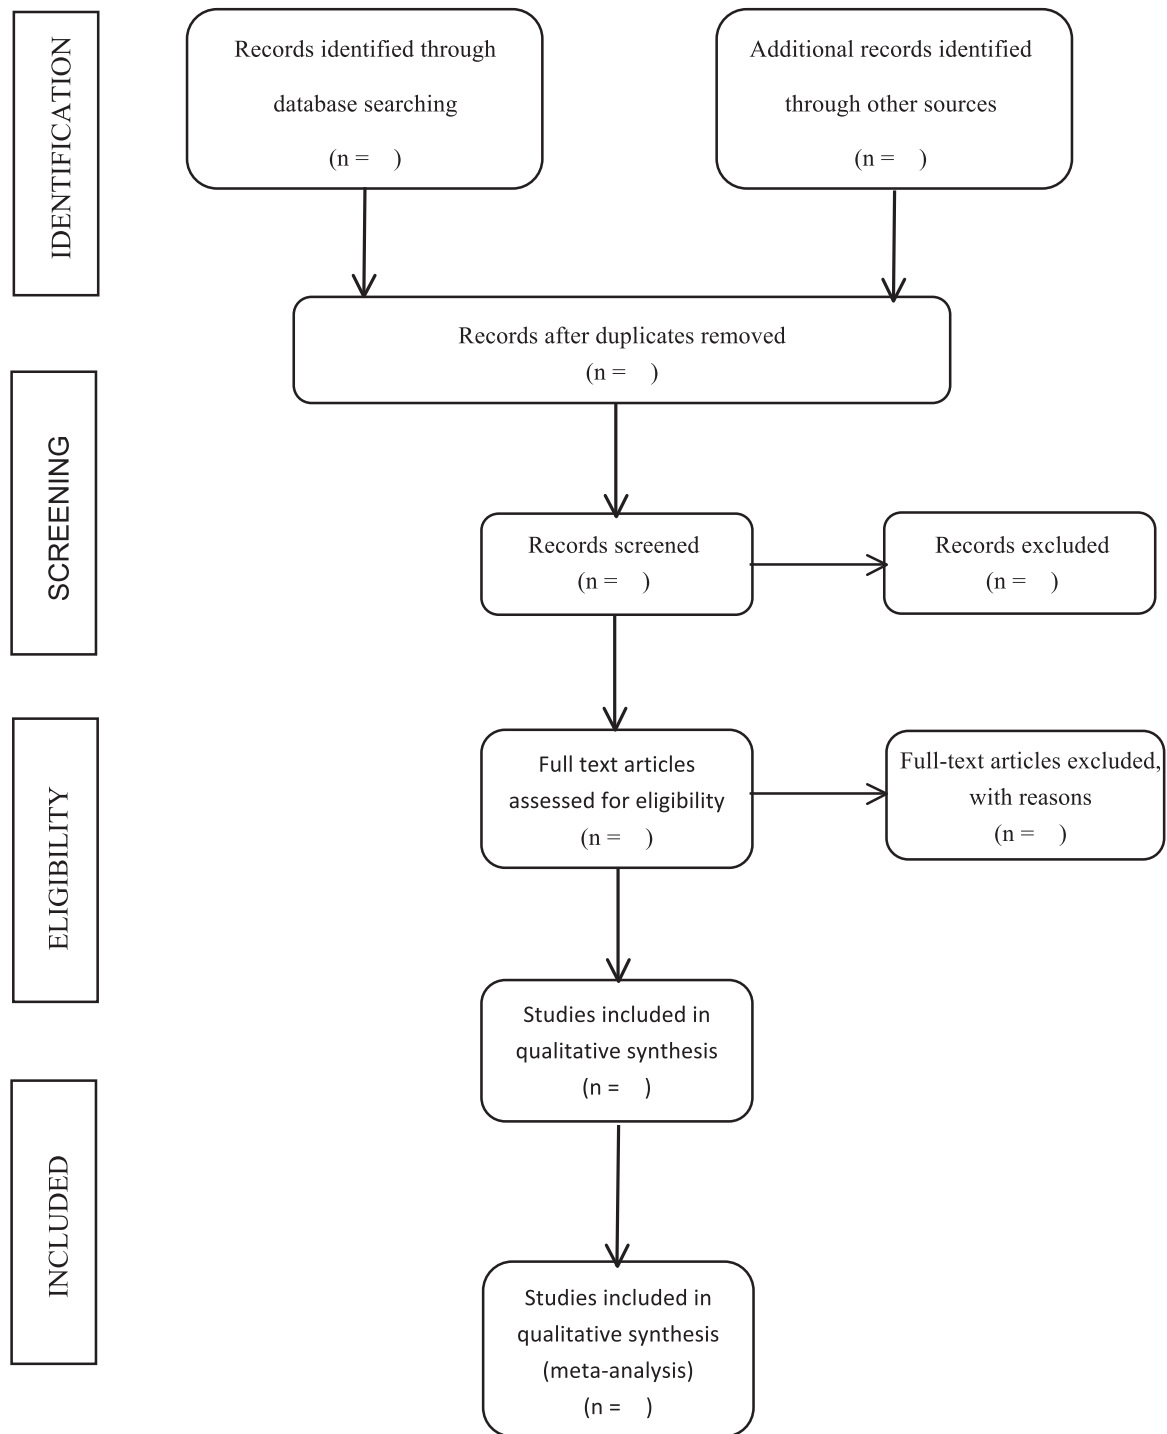 IDENTIFICATION
Records identified through
database searching
(n =    )
Additional records identified
through other sources
(n =    )
Records after duplicates removed
(n =    )
SCREENING
Records screened
(n =    )
Records excluded
(n =    )
ELIGIBILITY
Full text articles
assessed for eligibility
(n =    )
Full-text articles excluded,
with reasons
(n =    )
Studies included in
qualitative synthesis
(n =    )
INCLUDED
Studies included in
qualitative synthesis
(meta-analysis)
(n =    )